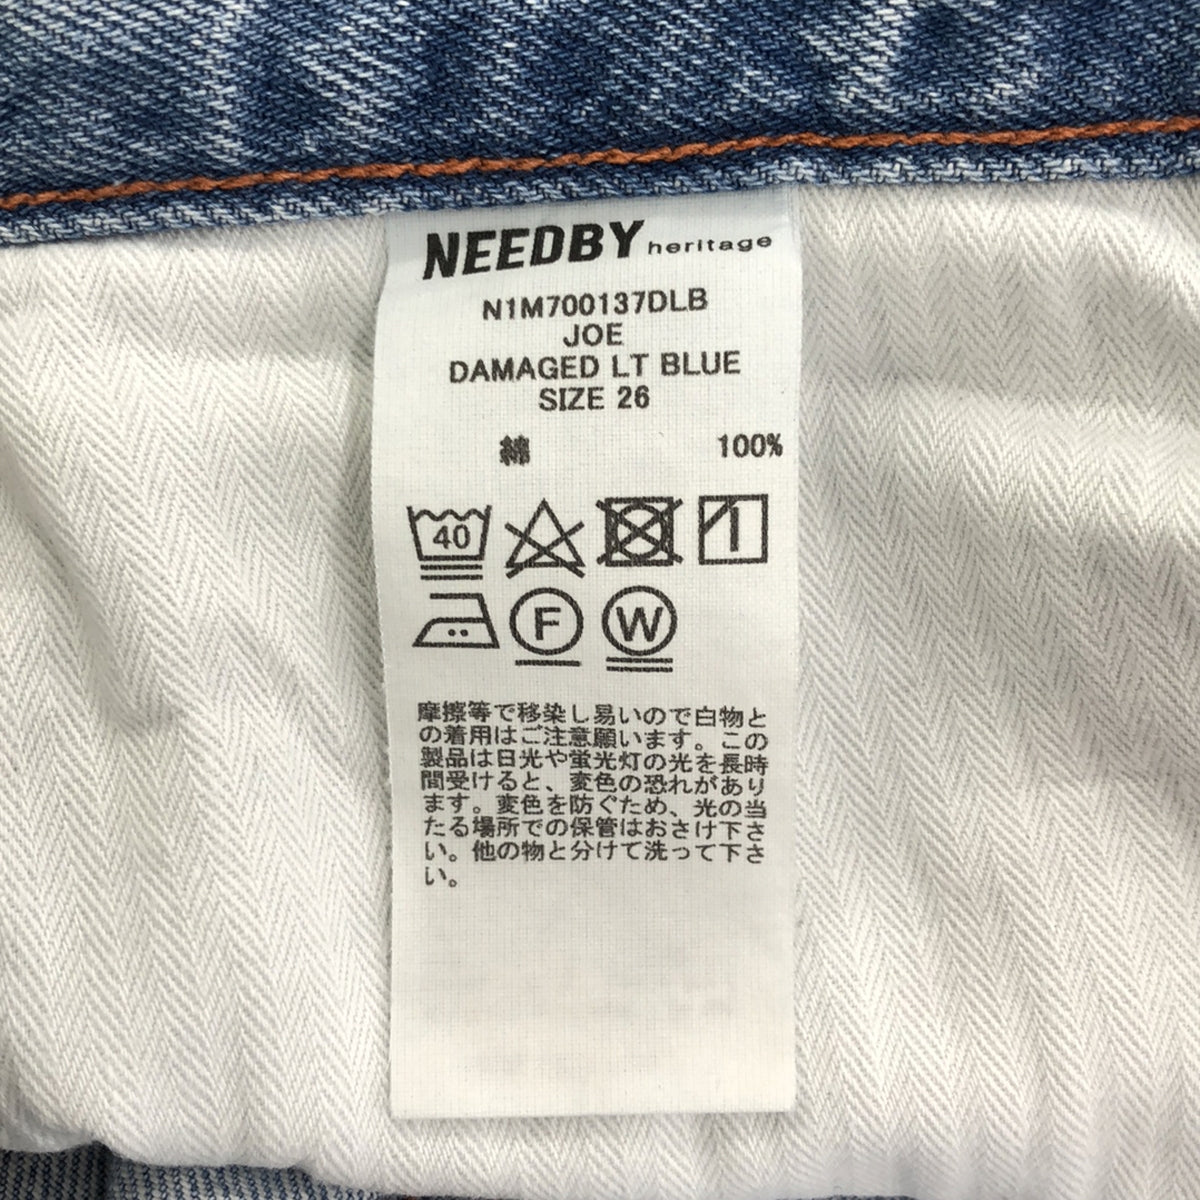 NEEDBY heritage
N1M700137DLB
JOE
DAMAGED LT BLUE
SIZE 26
綿 100%
40
F W
摩擦等で移染し易いので白物と
の着用はご注意願います。この
製品は日光や蛍光灯の光を長時
間受けると、変色の恐れがあり
ます。変色を防ぐため、光の当
たる場所での保管はおさけ下さ
い。他の物と分けて洗って下さ
い。